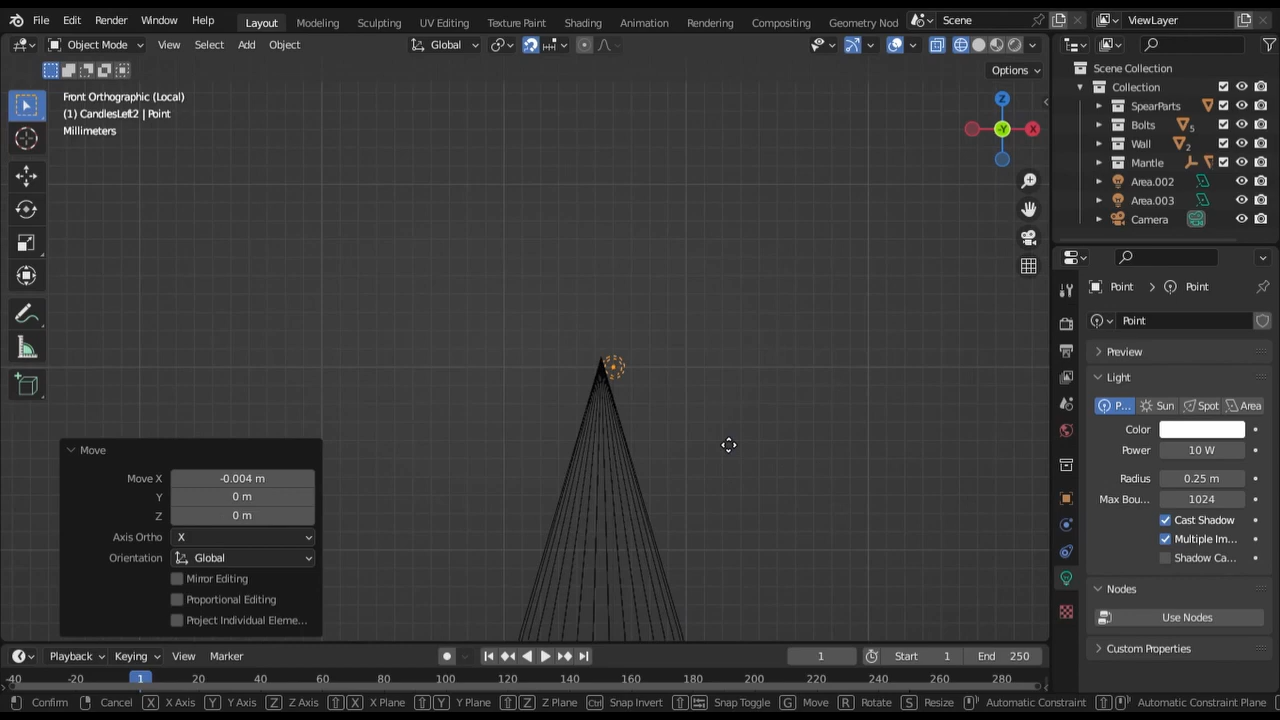 File Edit Render Window Help Layout Modeling Sculpting UV Editing Texture Paint Shading Animation Rendering Compositing Geometry Nod Scene ViewLayer
Object Mode View Select Add Object Global
Options
Front Orthographic (Local)
(1) CandlesLeft2 | Point
Millimeters
Z
-Y
X
Scene Collection
Collection
SpearParts
Bolts 5
Wall 2
Mantle
Area.002
Area.003
Camera
Point > Point
Point
Preview
Light
P... Sun Spot Area
Color
Power 10 W
Radius 0.25 m
Max Bou... 1024
Cast Shadow
Multiple Im...
Shadow Ca...
Nodes
Use Nodes
Custom Properties
Move
Move X -0.004 m
Y 0 m
Z 0 m
Axis Ortho X
Orientation Global
Mirror Editing
Proportional Editing
Project Individual Eleme...
Playback Keying View Marker 1 Start 1 End 250
-40 -20 0 1 20 40 60 80 100 120 140 160 180 200 220 240 260 280
Confirm Cancel X X Axis Y Y Axis Z Z Axis X X Plane Y Y Plane Z Z Plane Ctrl Snap Invert Snap Toggle G Move R Rotate S Resize Automatic Constraint Automatic Constraint Plane